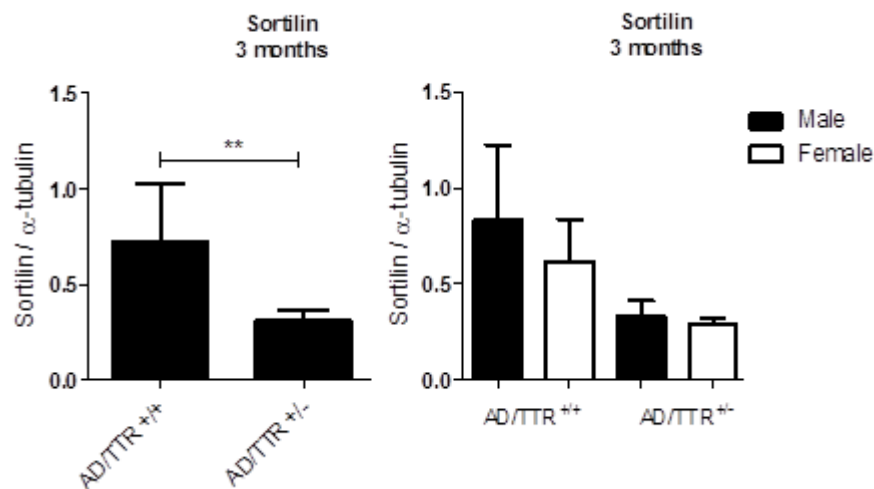 Sortilin
3 months
1.5
1.0
0.5
0.0
Sortilin / α-tubulin
**
AD/TTR +/+
AD/TTR +/-
Sortilin
3 months
1.5
1.0
0.5
0.0
Sortilin / α-tubulin
AD/TTR+/+
AD/TTR+/-
Male
Female